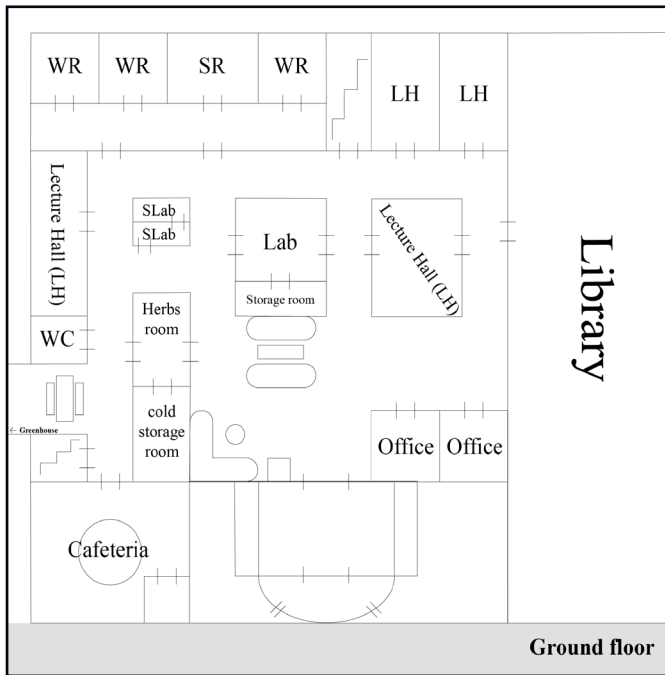 WR
WR
SR
WR
LH
LH
Lecture Hall (LH)
SLab
SLab
Lab
Storage room
Lecture Hall (LH)
Library
WC
Herbs
room
← Greenhouse
cold
storage
room
Office
Office
Cafeteria
Ground floor